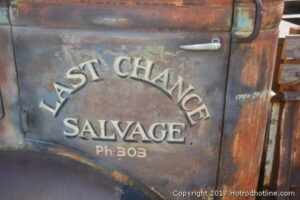 LAST CHANCE
SALVAGE
Ph: 303
Copyright 2017 Hotrodhotline.com